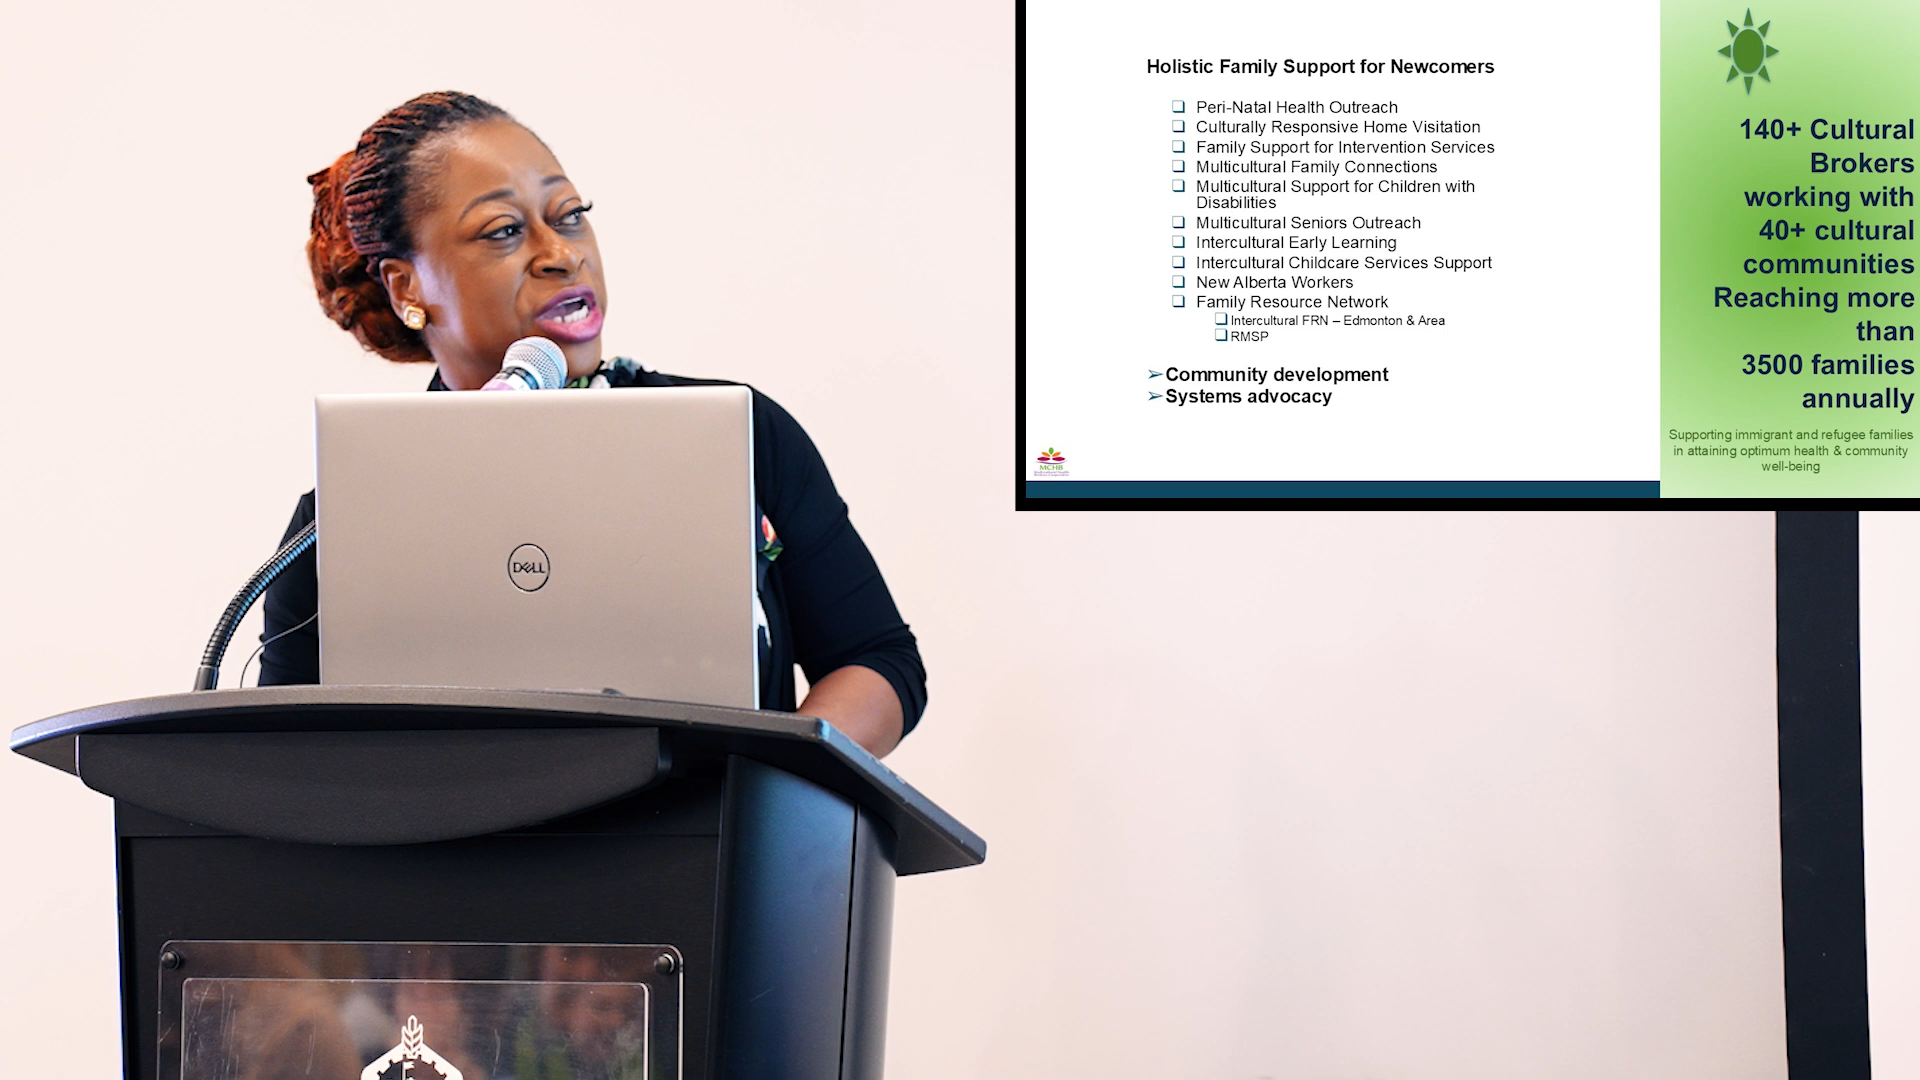 Holistic Family Support for Newcomers
❑ Peri-Natal Health Outreach
❑ Culturally Responsive Home Visitation
❑ Family Support for Intervention Services
❑ Multicultural Family Connections
❑ Multicultural Support for Children with
Disabilities
❑ Multicultural Seniors Outreach
❑ Intercultural Early Learning
❑ Intercultural Childcare Services Support
❑ New Alberta Workers
❑ Family Resource Network
❑ Intercultural FRN – Edmonton & Area
❑ RMSP
➢ Community development
➢ Systems advocacy
MCHB
140+ Cultural
Brokers
working with
40+ cultural
communities
Reaching more
than
3500 families
annually
Supporting immigrant and refugee families
in attaining optimum health & community
well-being
DELL